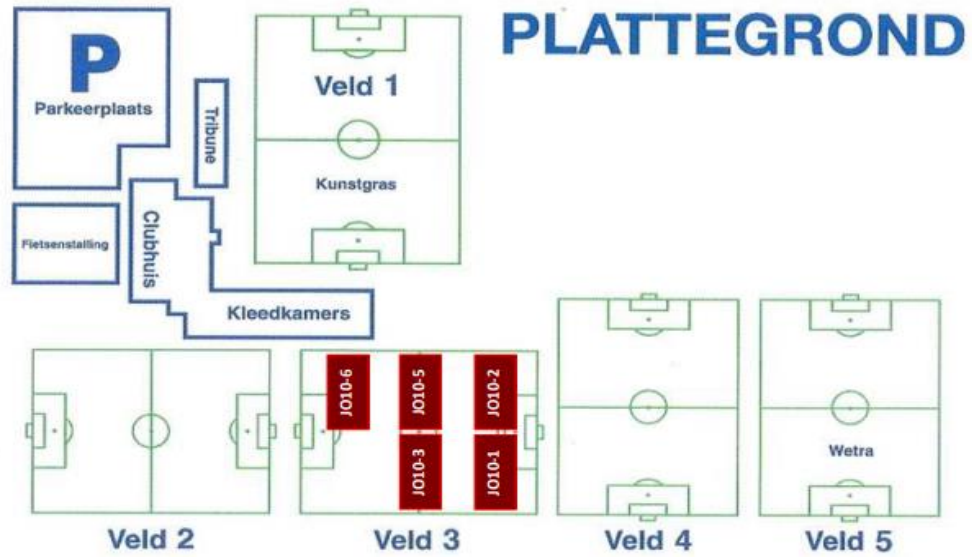 PLATTEGROND
P
Parkeerplaats
Tribune
Veld 1
Kunstgras
Fietsenstalling
Clubhuis
Kleedkamers
JO10-6
JO10-5
JO10-2
JO10-3
JO10-1
Wetra
Veld 2
Veld 3
Veld 4
Veld 5